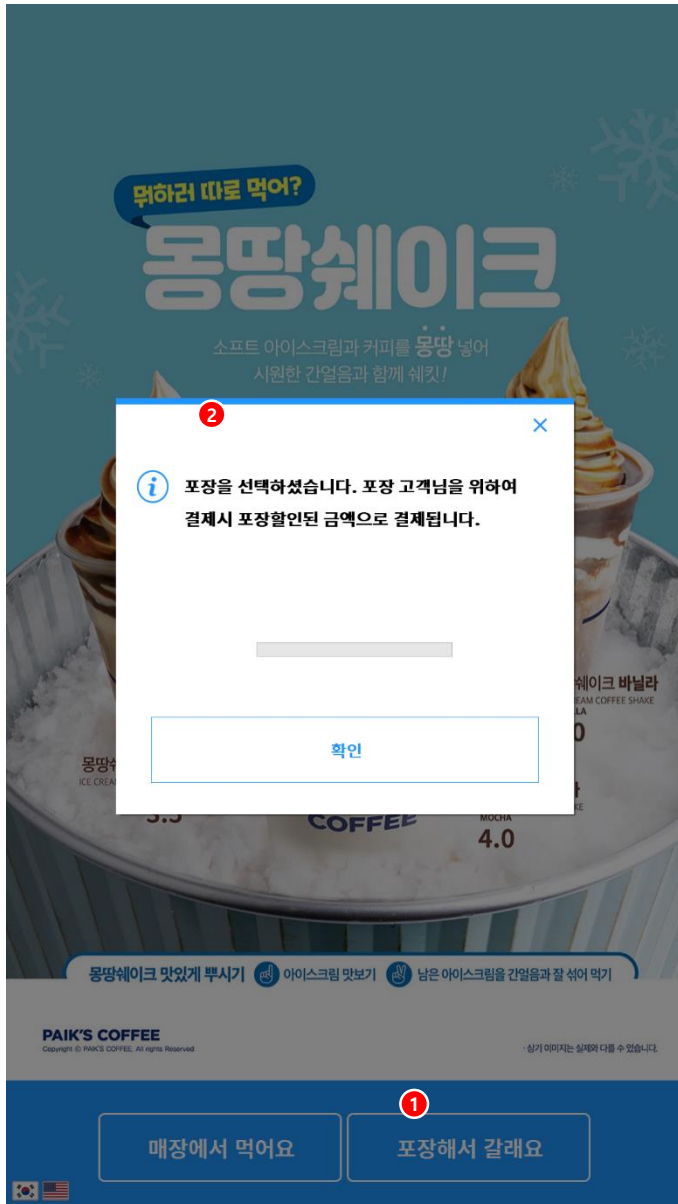 뭐하러 따로 먹어?
몽땅쉐이크
소프트 아이스크림과 커피를 몽땅 넣어
시원한 간얼음과 함께 쉐킷!
2
×
포장을 선택하셨습니다. 포장 고객님을 위하여
결제시 포장할인된 금액으로 결제됩니다.
확인
쉐이크 바닐라
EAM COFFEE SHAKE
LA
0
몽땅
ICE CREA
3.5
COFFEE
MOCHA
4.0
몽땅쉐이크 맛있게 뿌시기 아이스크림 맛보기 남은 아이스크림을 간얼음과 잘 섞어 먹기
PAIK'S COFFEE
Copyright © PAIK'S COFFEE. All rights Reserved
· 상기 이미지는 실제와 다를 수 있습니다.
1
매장에서 먹어요
포장해서 갈래요